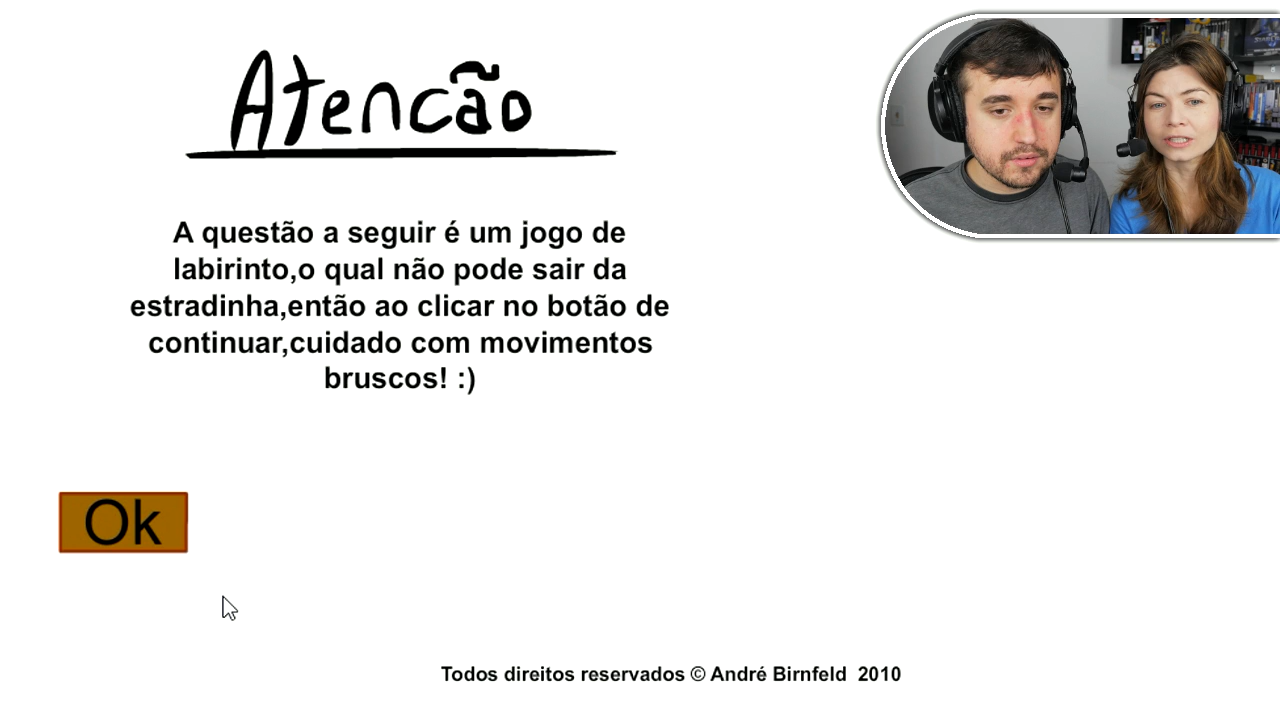 Atencão
A questão a seguir é um jogo de
labirinto,o qual não pode sair da
estradinha,então ao clicar no botão de
continuar,cuidado com movimentos
bruscos! :)
Ok
Todos direitos reservados © André Birnfeld 2010